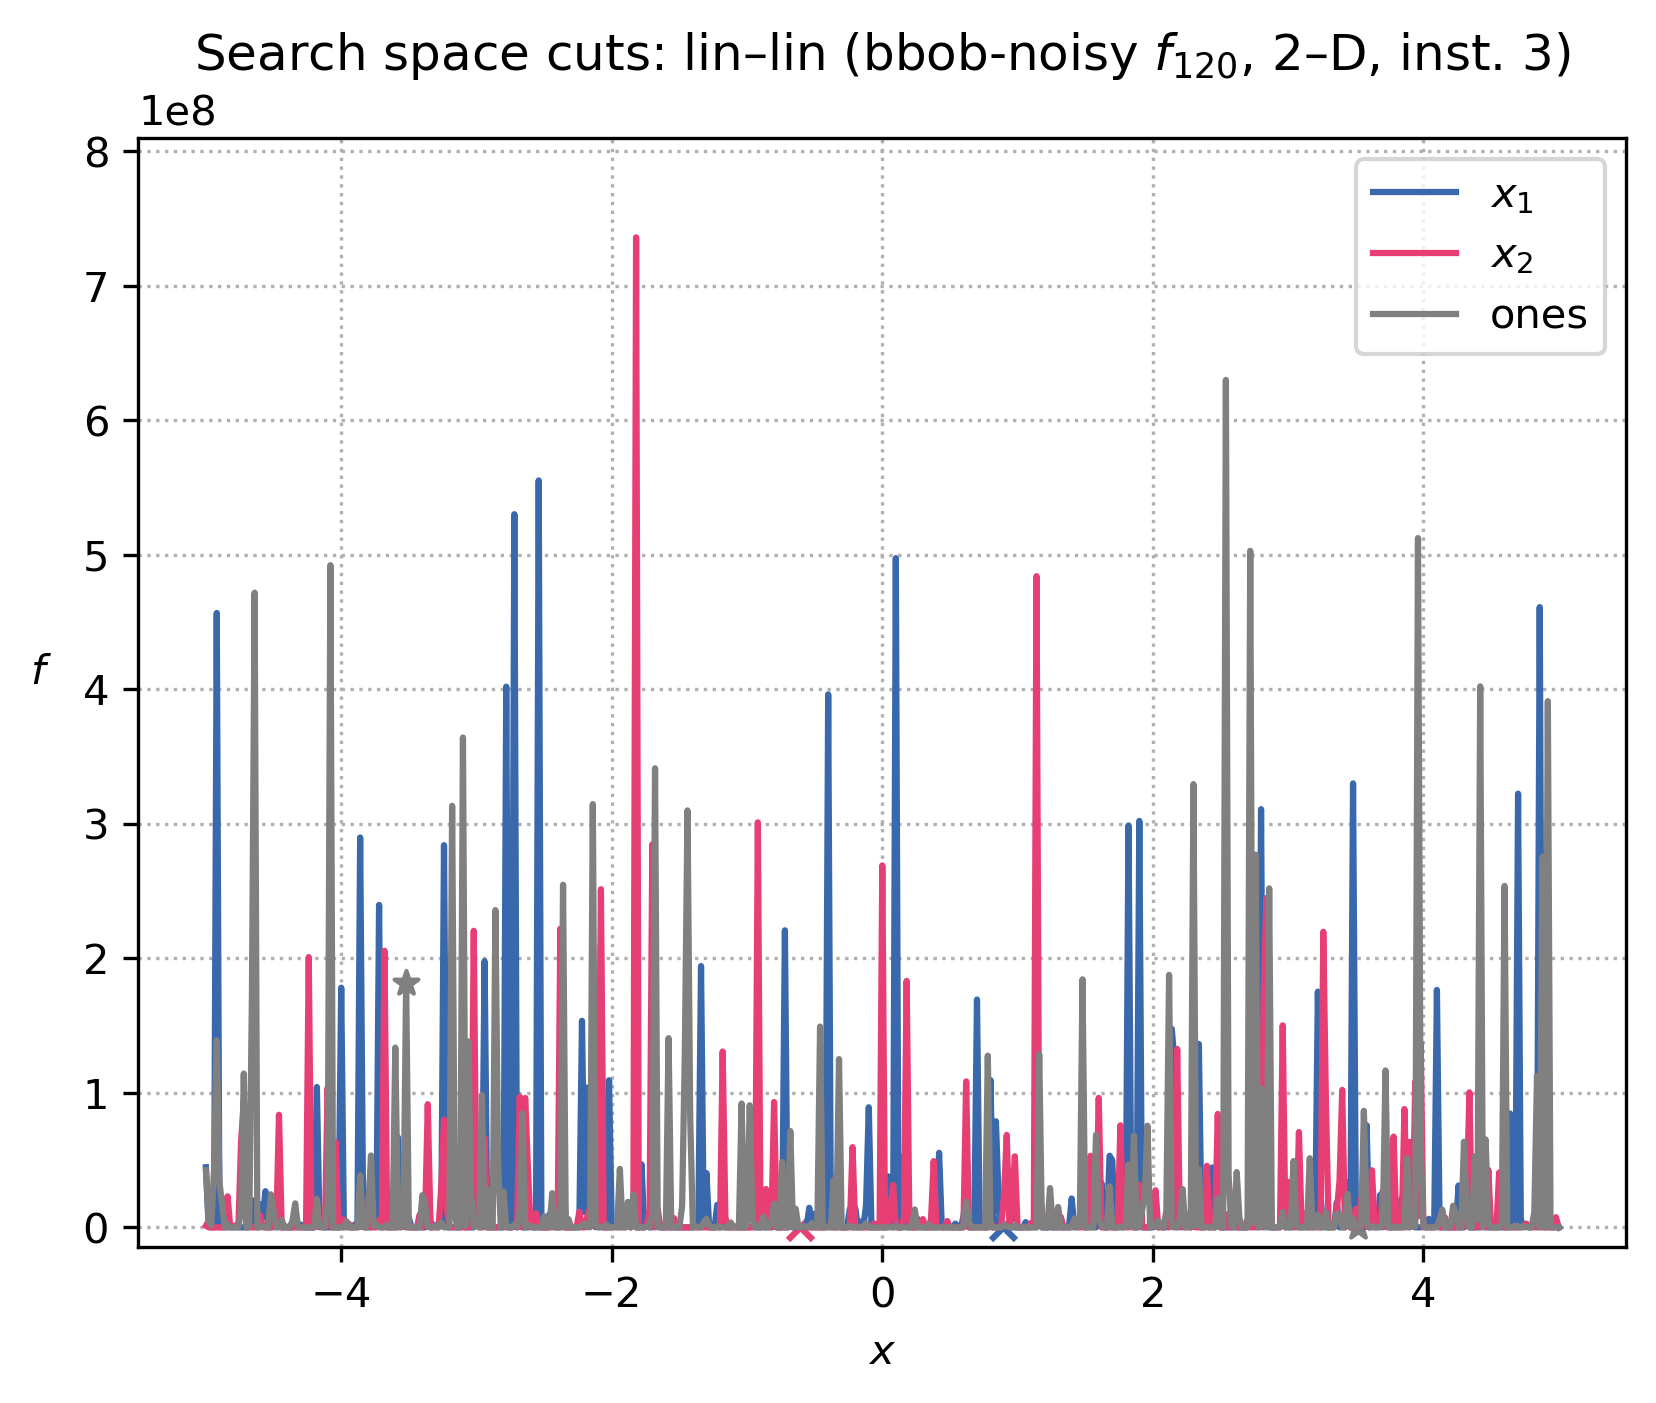 Search space cuts: lin–lin (bbob-noisy f₁₂₀, 2–D, inst. 3)
1e8
8
7
6
5
4
3
2
1
0
f
x₁
x₂
ones
−4 −2 0 2 4
x